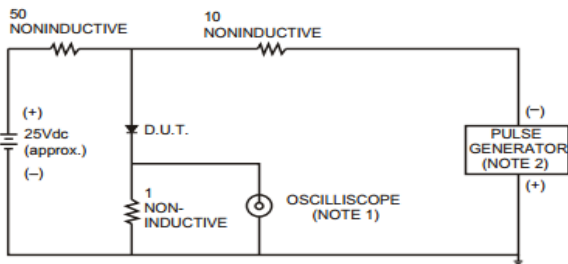 50
NONINDUCTIVE
10
NONINDUCTIVE
(+)
25Vdc
(approx.)
(–)
D.U.T.
1
NON-
INDUCTIVE
OSCILLISCOPE
(NOTE 1)
(–)
PULSE
GENERATOR
(NOTE 2)
(+)